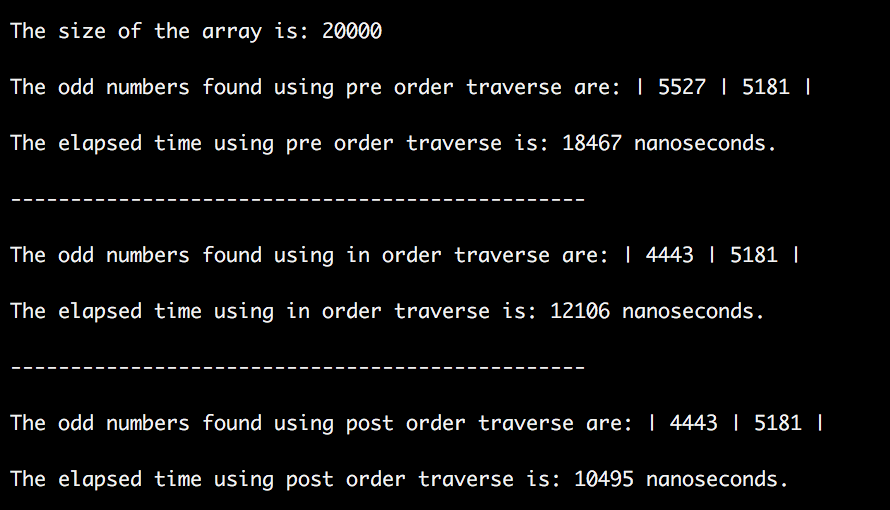 The size of the array is: 20000
The odd numbers found using pre order traverse are: | 5527 | 5181 |
The elapsed time using pre order traverse is: 18467 nanoseconds.
------------------------------------------------
The odd numbers found using in order traverse are: | 4443 | 5181 |
The elapsed time using in order traverse is: 12106 nanoseconds.
------------------------------------------------
The odd numbers found using post order traverse are: | 4443 | 5181 |
The elapsed time using post order traverse is: 10495 nanoseconds.